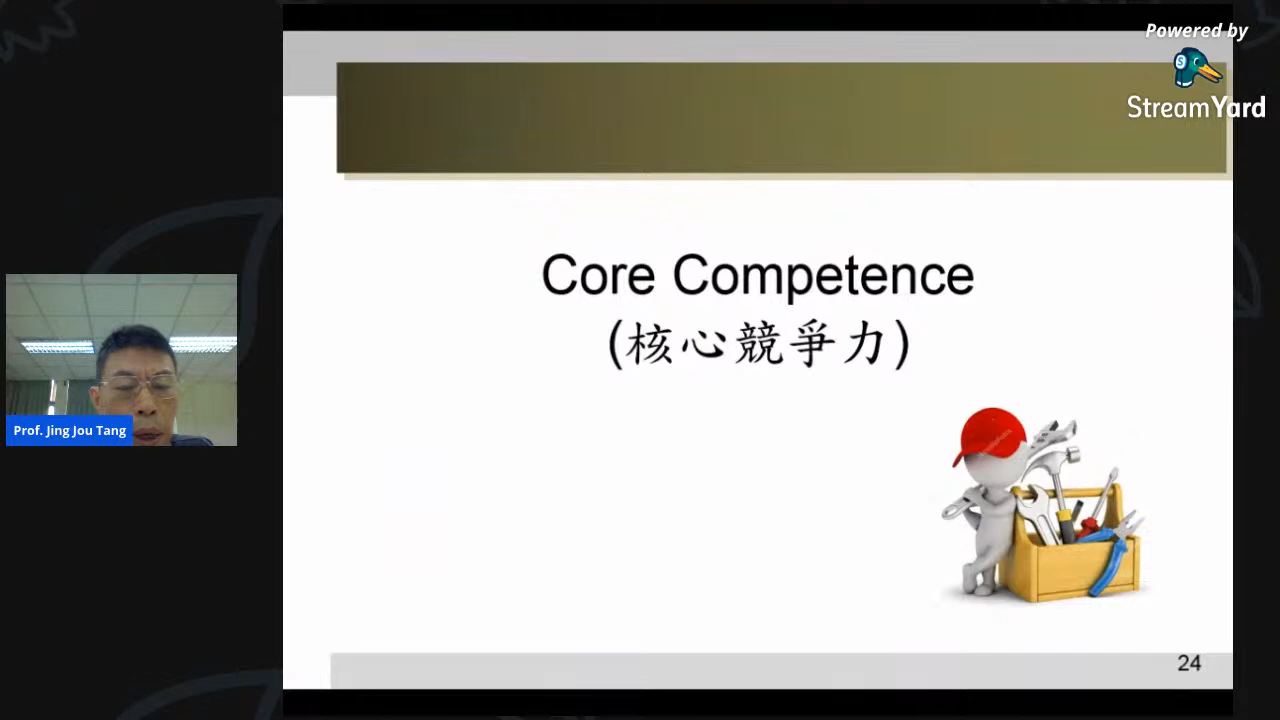 Powered by
StreamYard
Core Competence
(核心競爭力)
Prof. Jing Jou Tang
24